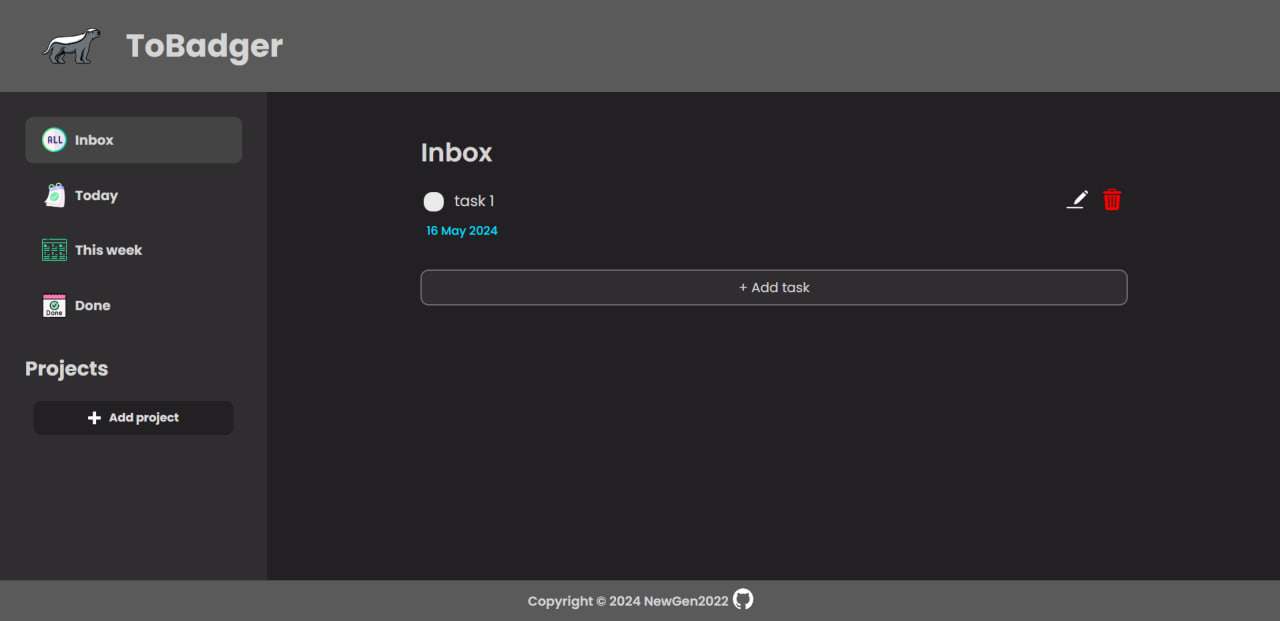 ToBadger
ALL Inbox
Today
This week
Done Done
Projects
Add project
Inbox
task 1
16 May 2024
+ Add task
Copyright © 2024 NewGen2022